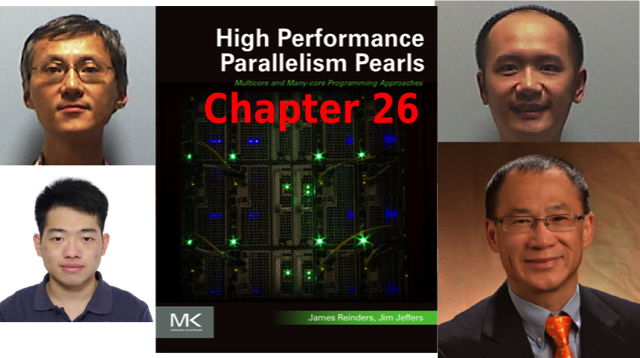 High Performance
Parallelism Pearls
Multicore and Many-core Programming Approaches
Chapter 26
MK
James Reinders, Jim Jeffers